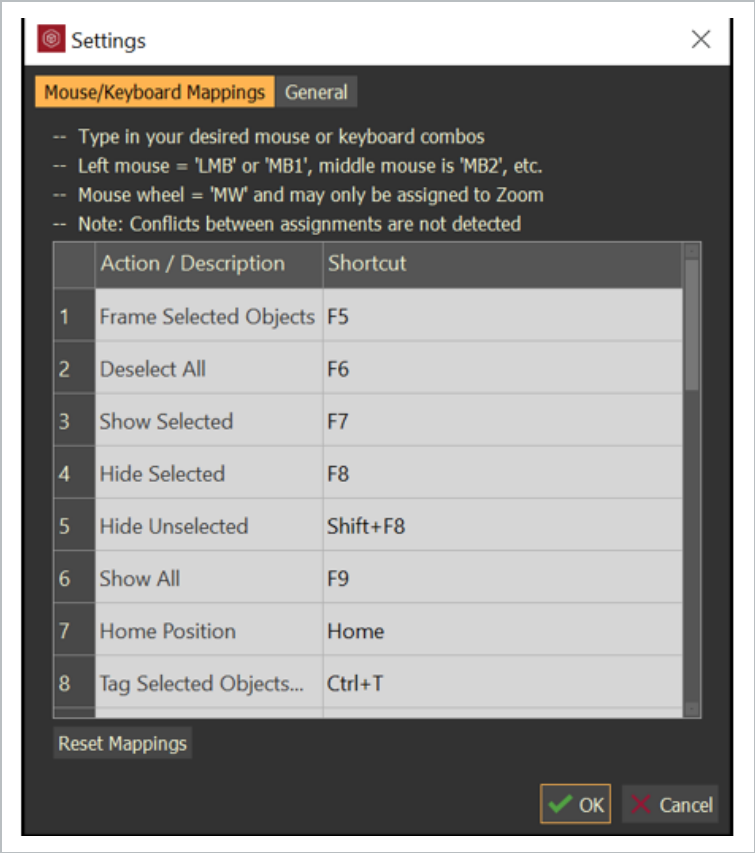 Settings
Mouse/Keyboard Mappings General
-- Type in your desired mouse or keyboard combos
-- Left mouse = 'LMB' or 'MB1', middle mouse is 'MB2', etc.
-- Mouse wheel = 'MW' and may only be assigned to Zoom
-- Note: Conflicts between assignments are not detected
Action / Description Shortcut
1 Frame Selected Objects F5
2 Deselect All F6
3 Show Selected F7
4 Hide Selected F8
5 Hide Unselected Shift+F8
6 Show All F9
7 Home Position Home
8 Tag Selected Objects... Ctrl+T
Reset Mappings
OK Cancel